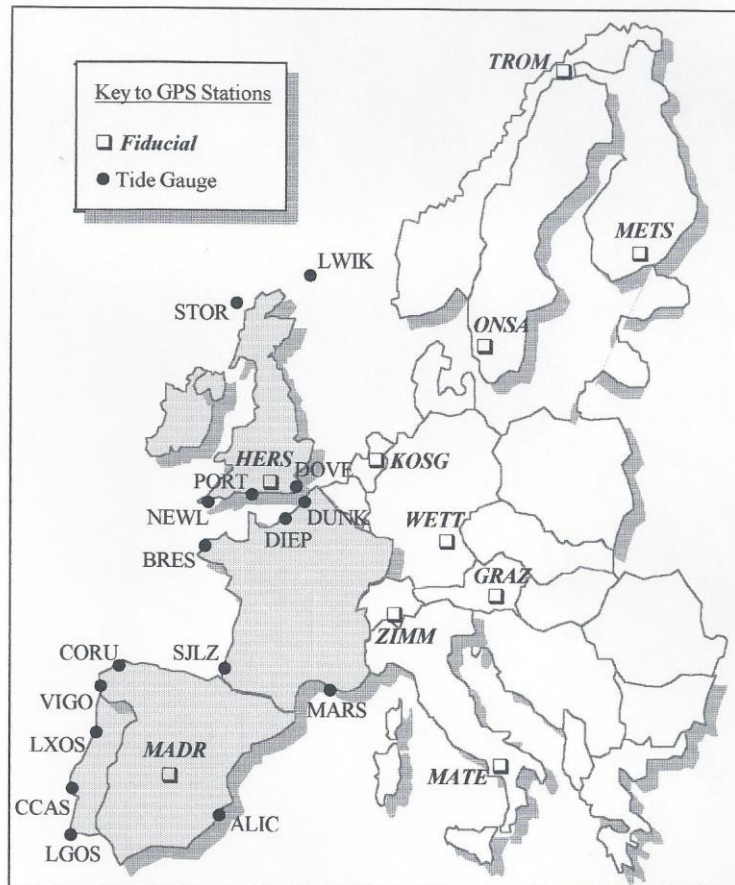 TROM
Key to GPS Stations
Fiducial
Tide Gauge
METS
LWIK
STOR
ONSA
HERS
DOVE
KOSG
PORT
NEWL
DUNK
DIEP
WETT
BRES
GRAZ
ZIMM
CORU
SJLZ
VIGO
MARS
LXOS
MADR
MATE
CCAS
ALIC
LGOS